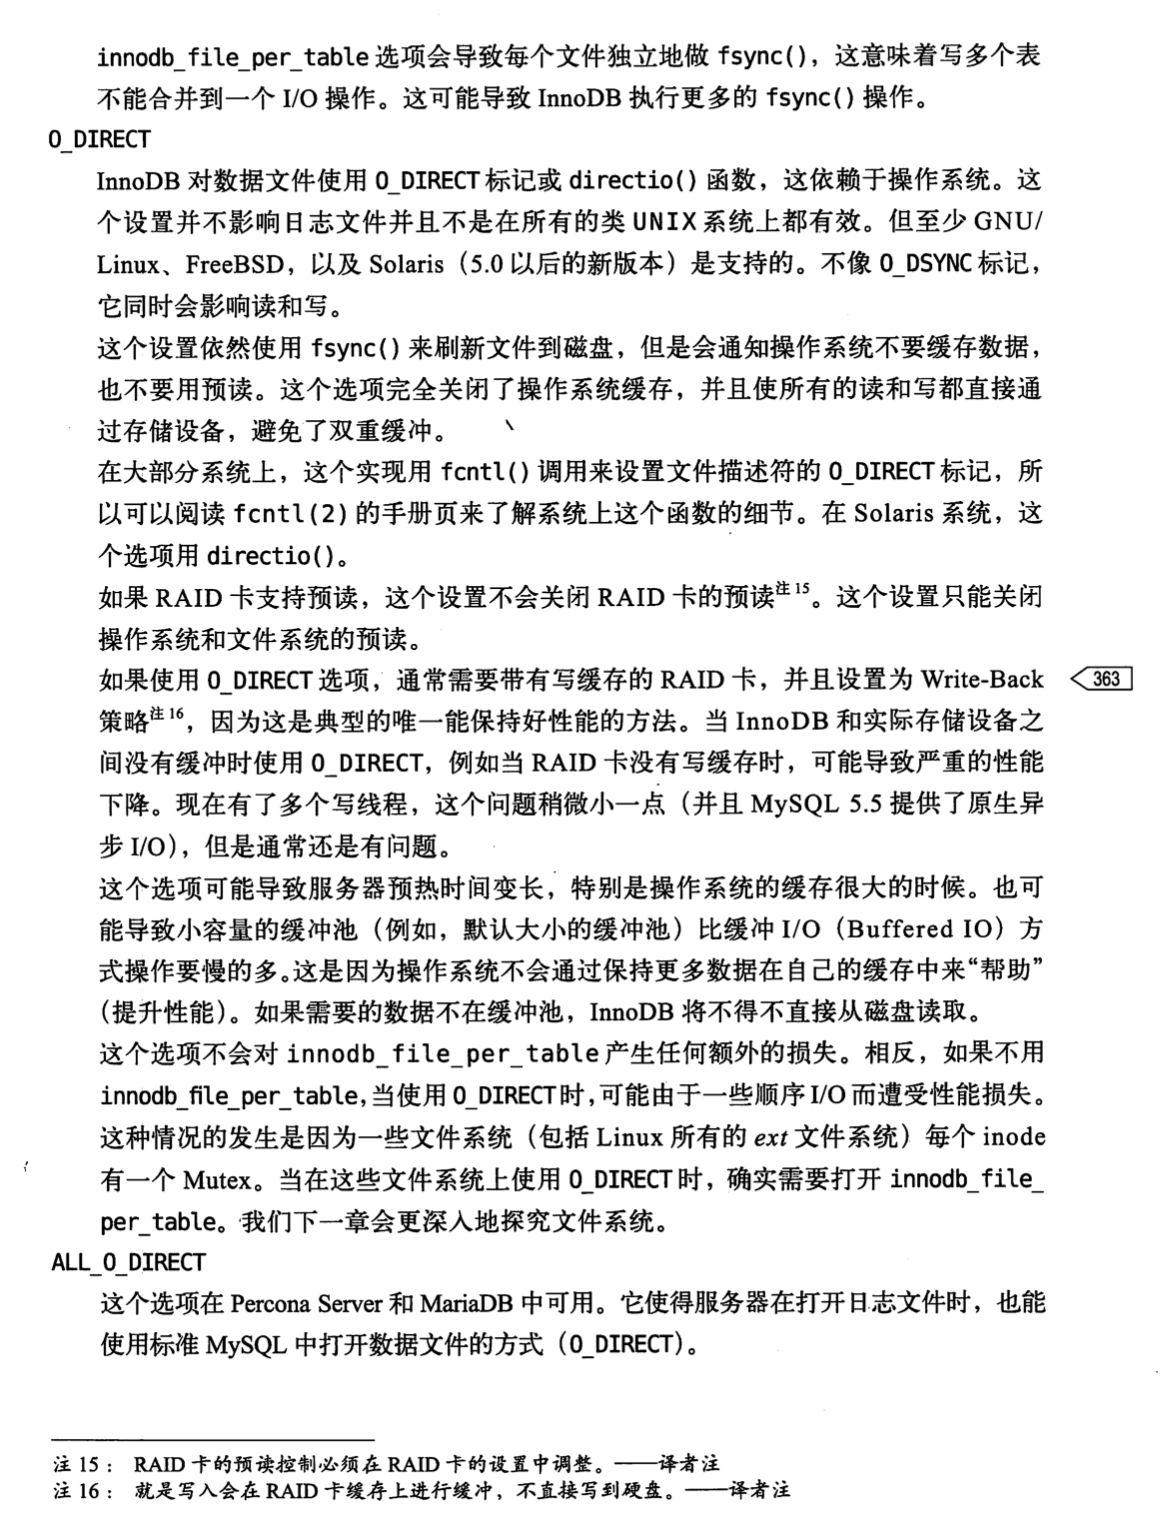 innodb_file_per_table 选项会导致每个文件独立地做 fsync()，这意味着写多个表
不能合并到一个 I/O 操作。这可能导致 InnoDB 执行更多的 fsync() 操作。
O_DIRECT
InnoDB 对数据文件使用 O_DIRECT 标记或 directio() 函数，这依赖于操作系统。这
个设置并不影响日志文件并且不是在所有的类 UNIX 系统上都有效。但至少 GNU/
Linux、FreeBSD，以及 Solaris（5.0 以后的新版本）是支持的。不像 O_DSYNC 标记，
它同时会影响读和写。
这个设置依然使用 fsync() 来刷新文件到磁盘，但是会通知操作系统不要缓存数据，
也不要用预读。这个选项完全关闭了操作系统缓存，并且使所有的读和写都直接通
过存储设备，避免了双重缓冲。
在大部分系统上，这个实现用 fcntl() 调用来设置文件描述符的 O_DIRECT 标记，所
以可以阅读 fcntl(2) 的手册页来了解系统上这个函数的细节。在 Solaris 系统，这
个选项用 directio()。
如果 RAID 卡支持预读，这个设置不会关闭 RAID 卡的预读注 15。这个设置只能关闭
操作系统和文件系统的预读。
如果使用 O_DIRECT 选项，通常需要带有写缓存的 RAID 卡，并且设置为 Write-Back
363
策略注 16，因为这是典型的唯一能保持好性能的方法。当 InnoDB 和实际存储设备之
间没有缓冲时使用 O_DIRECT，例如当 RAID 卡没有写缓存时，可能导致严重的性能
下降。现在有了多个写线程，这个问题稍微小一点（并且 MySQL 5.5 提供了原生异
步 I/O），但是通常还是有问题。
这个选项可能导致服务器预热时间变长，特别是操作系统的缓存很大的时候。也可
能导致小容量的缓冲池（例如，默认大小的缓冲池）比缓冲 I/O（Buffered IO）方
式操作要慢的多。这是因为操作系统不会通过保持更多数据在自己的缓存中来“帮助”
（提升性能）。如果需要的数据不在缓冲池，InnoDB 将不得不直接从磁盘读取。
这个选项不会对 innodb_file_per_table 产生任何额外的损失。相反，如果不用
innodb_file_per_table，当使用 O_DIRECT 时，可能由于一些顺序 I/O 而遭受性能损失。
这种情况的发生是因为一些文件系统（包括 Linux 所有的 ext 文件系统）每个 inode
有一个 Mutex。当在这些文件系统上使用 O_DIRECT 时，确实需要打开 innodb_file_
per_table。我们下一章会更深入地探究文件系统。
ALL_O_DIRECT
这个选项在 Percona Server 和 MariaDB 中可用。它使得服务器在打开日志文件时，也能
使用标准 MySQL 中打开数据文件的方式（O_DIRECT）。
注 15： RAID 卡的预读控制必须在 RAID 卡的设置中调整。——译者注
注 16： 就是写入会在 RAID 卡缓存上进行缓冲，不直接写到硬盘。——译者注